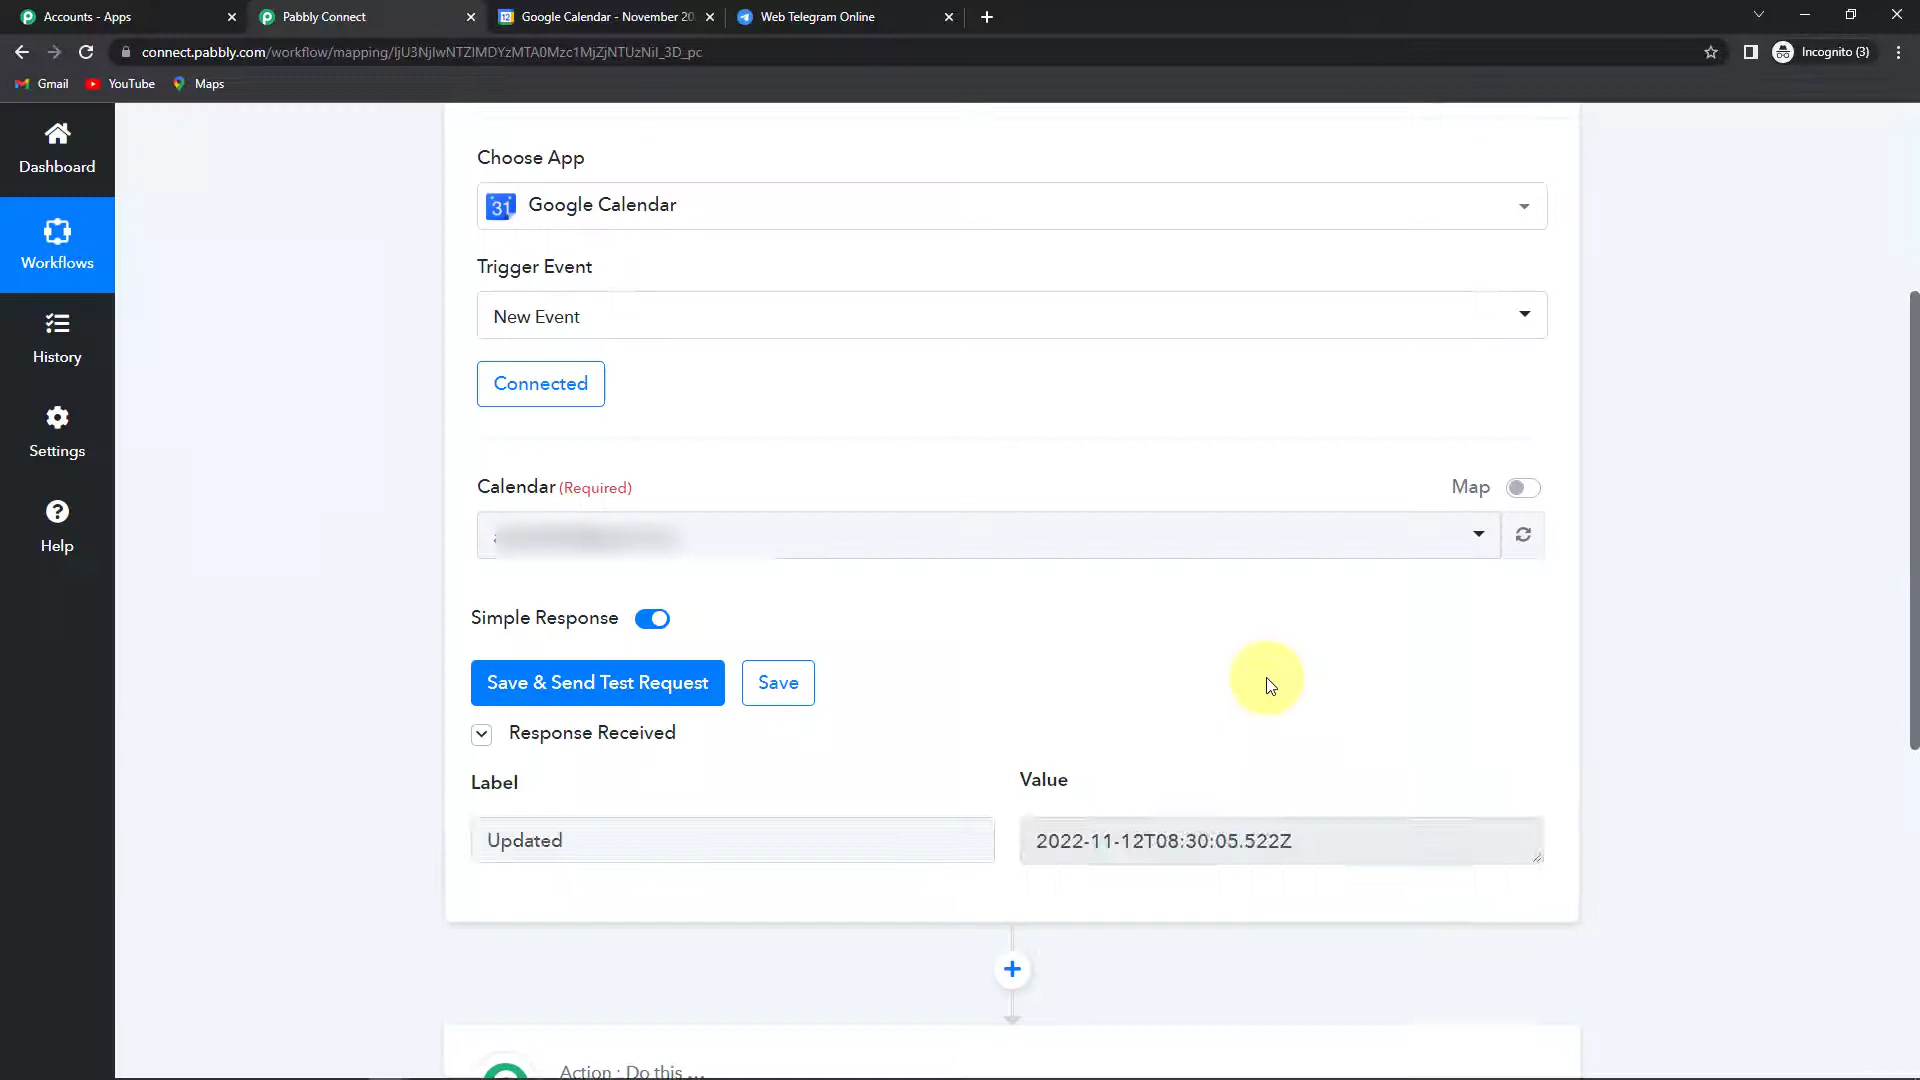 Accounts - Apps
Pabbly Connect
Google Calendar - November 20
Web Telegram Online
connect.pabbly.com/workflow/mapping/IjU3NjIwNTZlMDYzMTA0Mzc1MjZjNTUzNiI_3D_pc
Incognito (3)
Gmail
YouTube
Maps
Dashboard
Workflows
History
Settings
Help
Choose App
31
Google Calendar
Trigger Event
New Event
Connected
Calendar (Required)
Map
Simple Response
Save & Send Test Request
Save
Response Received
Label
Value
Updated
2022-11-12T08:30:05.522Z
Action : Do this ...